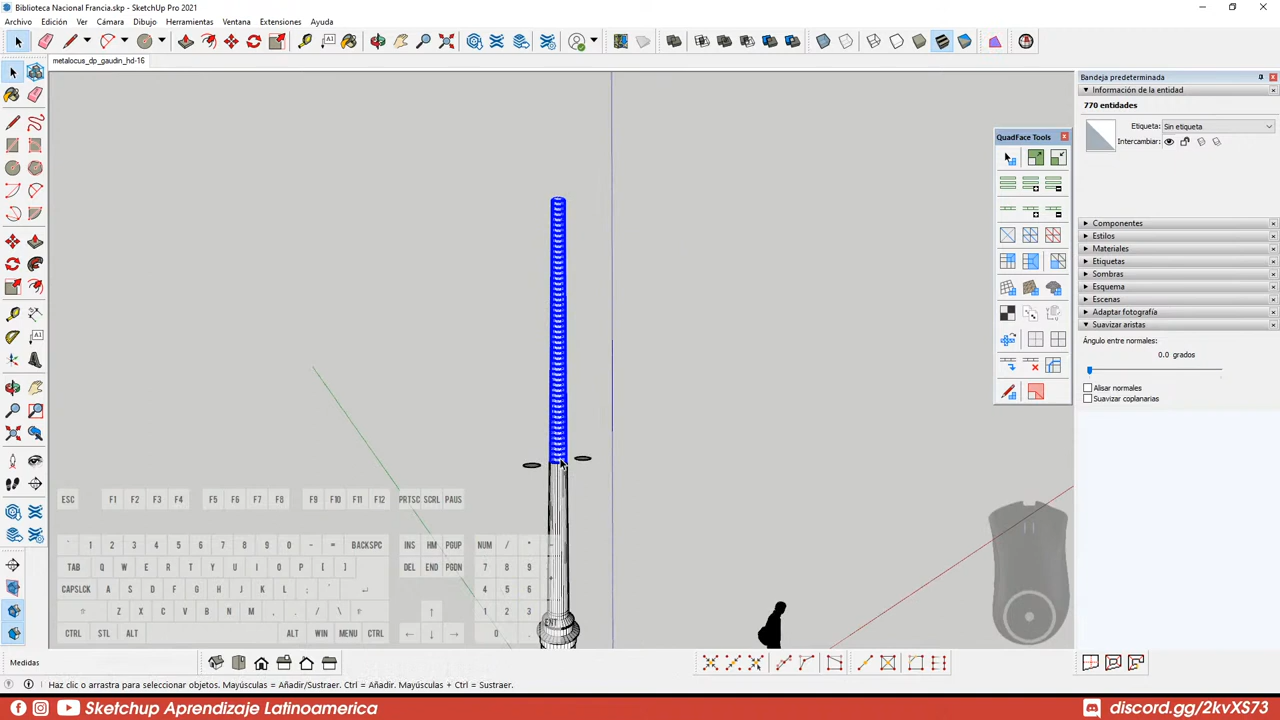 Biblioteca Nacional Francia.skp - SketchUp Pro 2021
Archivo Edición Ver Cámara Dibujo Herramientas Ventana Extensiones Ayuda
metalocus_dp_gaudin_hd-16
Bandeja predeterminada
Información de la entidad
770 entidades
Etiqueta: Sin etiqueta
Intercambiar:
QuadFace Tools
Componentes
Estilos
Materiales
Etiquetas
Sombras
Esquema
Escenas
Adaptar fotografía
Suavizar aristas
Ángulo entre normales:
0.0 grados
Alisar normales
Suavizar coplanarias
ESC F1 F2 F3 F4 F5 F6 F7 F8 F9 F10 F11 F12 PRTSC SCRL PAUS
` 1 2 3 4 5 6 7 8 9 0 - = BACKSPC INS HM PGUP NUM / * -
TAB Q W E R T Y U I O P [ ] DEL END PGDN 7 8 9
CAPSLCK A S D F G H J K L ; ´ ↵ 4 5 6
⇧ Z X C V B N M , . / \ ⇧ ↑ 1 2 3 ENT
CTRL STL ALT ALT WIN MENU CTRL ← ↓ → 0 .
Medidas
Haz clic o arrastra para seleccionar objetos. Mayúsculas = Añadir/Sustraer. Ctrl = Añadir. Mayúsculas + Ctrl = Sustraer.
Sketchup Aprendizaje Latinoamerica
discord.gg/2kvXS73